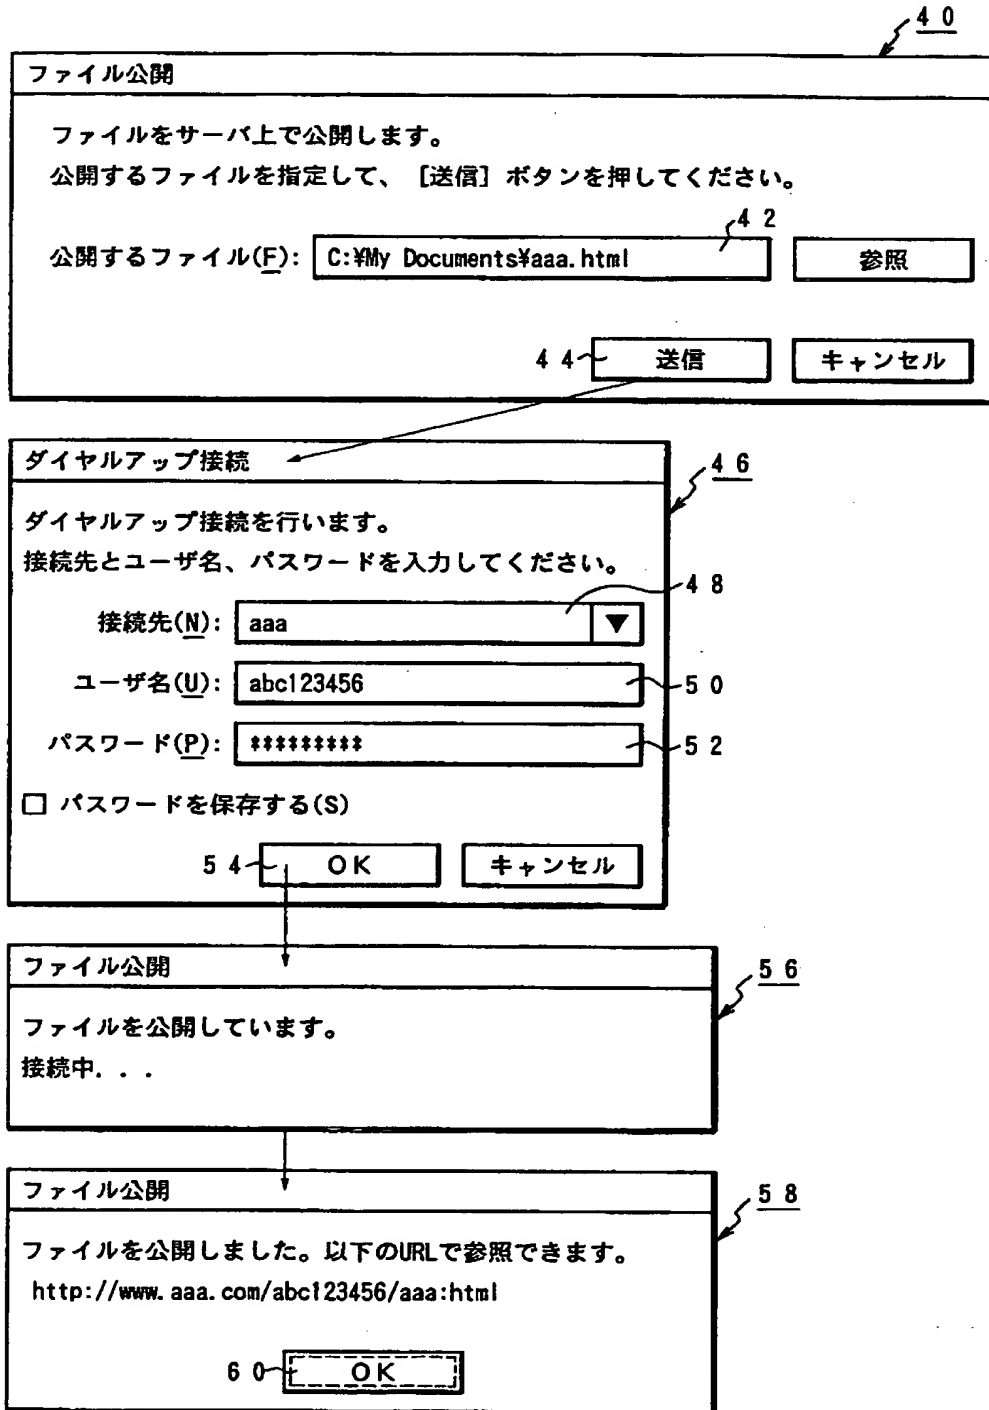 40
ファイル公開
ファイルをサーバ上で公開します。
公開するファイルを指定して、［送信］ボタンを押してください。
42
公開するファイル(F): C:¥My Documents¥aaa.html 参照
44 送信 キャンセル
ダイヤルアップ接続
46
ダイヤルアップ接続を行います。
接続先とユーザ名、パスワードを入力してください。
48
接続先(N): aaa ▼
ユーザ名(U): abc123456 50
パスワード(P): ********* 52
□ パスワードを保存する(S)
54 OK キャンセル
ファイル公開
56
ファイルを公開しています。
接続中．．．
ファイル公開
58
ファイルを公開しました。以下のURLで参照できます。
http://www.aaa.com/abc123456/aaa:html
60 OK